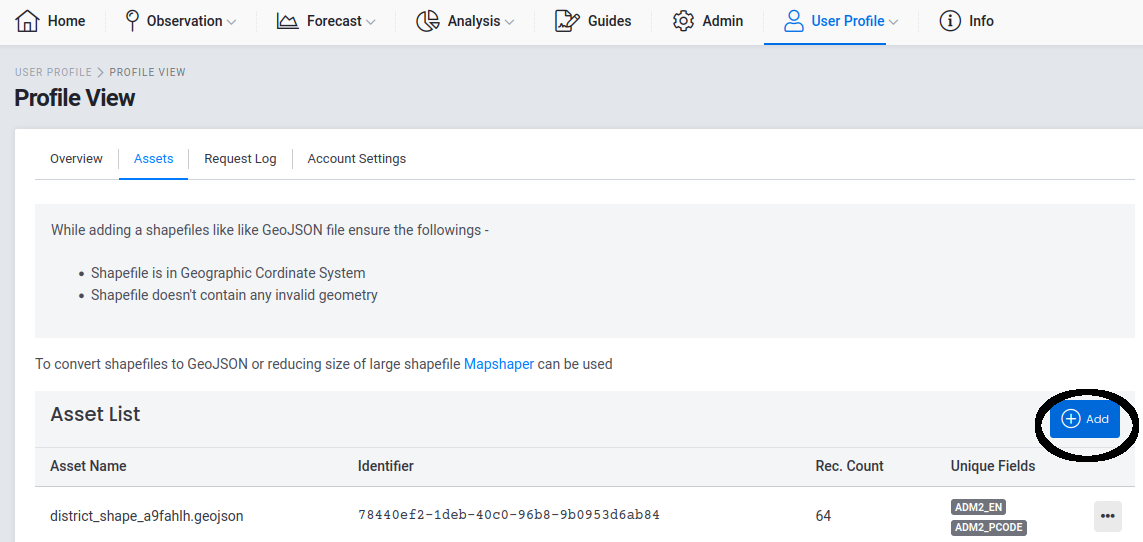 Home Observation Forecast Analysis Guides Admin User Profile Info
USER PROFILE > PROFILE VIEW
Profile View
Overview Assets Request Log Account Settings
While adding a shapefiles like like GeoJSON file ensure the followings -
• Shapefile is in Geographic Cordinate System
• Shapefile doesn't contain any invalid geometry
To convert shapefiles to GeoJSON or reducing size of large shapefile Mapshaper can be used
Asset List Add
Asset Name Identifier Rec. Count Unique Fields
district_shape_a9fahlh.geojson 78440ef2-1deb-40c0-96b8-9b0953d6ab84 64 ADM2_EN
ADM2_PCODE